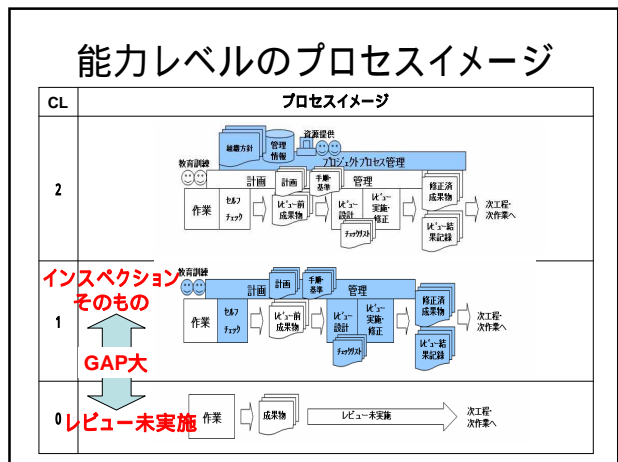 能力レベルのプロセスイメージ
CL
プロセスイメージ
2
組織方針
管理
情報
資源提供
プロジェクトプロセス管理
教育訓練
計画
計画
手順・
基準
管理
作業
セルフ
チェック
レビュー前
成果物
レビュー
設計
レビュー
実施・
修正
チェックリスト
修正済
成果物
レビュー結
果記録
次工程・
次作業へ
1
インスペクション
そのもの
GAP大
教育訓練
計画
計画
手順・
基準
管理
作業
セルフ
チェック
レビュー前
成果物
レビュー
設計
レビュー
実施・
修正
チェックリスト
修正済
成果物
レビュー結
果記録
次工程・
次作業へ
0
レビュー未実施
作業
成果物
レビュー未実施
次工程・
次作業へ